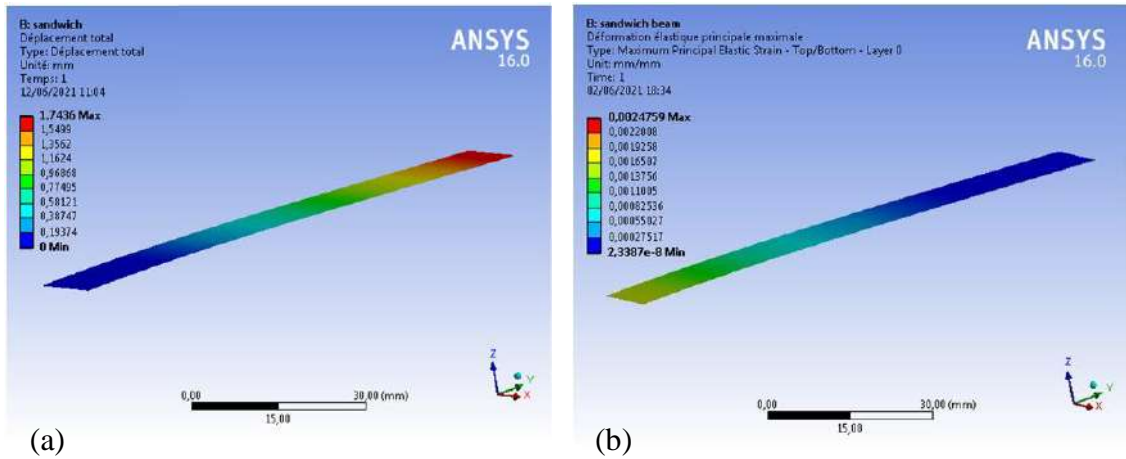 B: sandwich
Déplacement total
Type: Déplacement total
Unité: mm
Temps: 1
12/06/2021 11:04
ANSYS
16.0
1.7436 Max
1,5499
1,3562
1,1624
0,96868
0,77495
0,58121
0,38747
0,19374
0 Min
Z
Y
X
0,00
30,00 (mm)
15,00
(a)
B: sandwich beam
Déformation élastique principale maximale
Type: Maximum Principal Elastic Strain - Top/Bottom - Layer 0
Unit: mm/mm
Time: 1
02/06/2021 18:34
ANSYS
16.0
0,0024759 Max
0,0022008
0,0019258
0,0016507
0,0013756
0,0011005
0,00082536
0,00055027
0,00027517
2,3387e-8 Min
Z
Y
X
0,00
30,00 (mm)
15,00
(b)